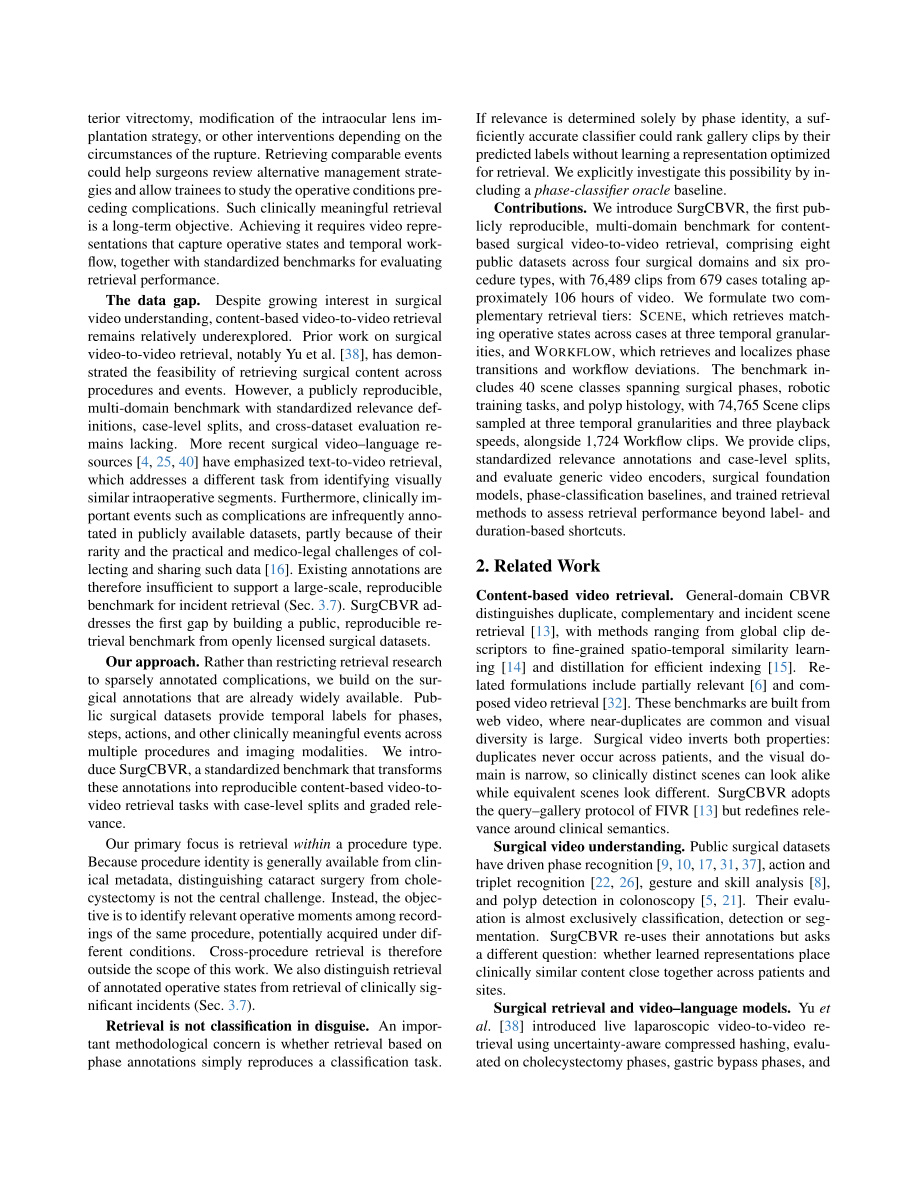 terior vitrectomy, modification of the intraocular lens im-
plantation strategy, or other interventions depending on the
circumstances of the rupture. Retrieving comparable events
could help surgeons review alternative management strate-
gies and allow trainees to study the operative conditions pre-
ceding complications. Such clinically meaningful retrieval
is a long-term objective. Achieving it requires video repre-
sentations that capture operative states and temporal work-
flow, together with standardized benchmarks for evaluating
retrieval performance.
The data gap. Despite growing interest in surgical
video understanding, content-based video-to-video retrieval
remains relatively underexplored. Prior work on surgical
video-to-video retrieval, notably Yu et al. [38], has demon-
strated the feasibility of retrieving surgical content across
procedures and events. However, a publicly reproducible,
multi-domain benchmark with standardized relevance def-
initions, case-level splits, and cross-dataset evaluation re-
mains lacking. More recent surgical video–language re-
sources [4, 25, 40] have emphasized text-to-video retrieval,
which addresses a different task from identifying visually
similar intraoperative segments. Furthermore, clinically im-
portant events such as complications are infrequently anno-
tated in publicly available datasets, partly because of their
rarity and the practical and medico-legal challenges of col-
lecting and sharing such data [16]. Existing annotations are
therefore insufficient to support a large-scale, reproducible
benchmark for incident retrieval (Sec. 3.7). SurgCBVR ad-
dresses the first gap by building a public, reproducible re-
trieval benchmark from openly licensed surgical datasets.
Our approach. Rather than restricting retrieval research
to sparsely annotated complications, we build on the sur-
gical annotations that are already widely available. Pub-
lic surgical datasets provide temporal labels for phases,
steps, actions, and other clinically meaningful events across
multiple procedures and imaging modalities. We intro-
duce SurgCBVR, a standardized benchmark that transforms
these annotations into reproducible content-based video-to-
video retrieval tasks with case-level splits and graded rele-
vance.
Our primary focus is retrieval within a procedure type.
Because procedure identity is generally available from clin-
ical metadata, distinguishing cataract surgery from chole-
cystectomy is not the central challenge. Instead, the objec-
tive is to identify relevant operative moments among record-
ings of the same procedure, potentially acquired under dif-
ferent conditions. Cross-procedure retrieval is therefore
outside the scope of this work. We also distinguish retrieval
of annotated operative states from retrieval of clinically sig-
nificant incidents (Sec. 3.7).
Retrieval is not classification in disguise. An impor-
tant methodological concern is whether retrieval based on
phase annotations simply reproduces a classification task.
If relevance is determined solely by phase identity, a suf-
ficiently accurate classifier could rank gallery clips by their
predicted labels without learning a representation optimized
for retrieval. We explicitly investigate this possibility by in-
cluding a phase-classifier oracle baseline.
Contributions. We introduce SurgCBVR, the first pub-
licly reproducible, multi-domain benchmark for content-
based surgical video-to-video retrieval, comprising eight
public datasets across four surgical domains and six pro-
cedure types, with 76,489 clips from 679 cases totaling ap-
proximately 106 hours of video. We formulate two com-
plementary retrieval tiers: SCENE, which retrieves match-
ing operative states across cases at three temporal granular-
ities, and WORKFLOW, which retrieves and localizes phase
transitions and workflow deviations. The benchmark in-
cludes 40 scene classes spanning surgical phases, robotic
training tasks, and polyp histology, with 74,765 Scene clips
sampled at three temporal granularities and three playback
speeds, alongside 1,724 Workflow clips. We provide clips,
standardized relevance annotations and case-level splits,
and evaluate generic video encoders, surgical foundation
models, phase-classification baselines, and trained retrieval
methods to assess retrieval performance beyond label- and
duration-based shortcuts.
2. Related Work
Content-based video retrieval. General-domain CBVR
distinguishes duplicate, complementary and incident scene
retrieval [13], with methods ranging from global clip de-
scriptors to fine-grained spatio-temporal similarity learn-
ing [14] and distillation for efficient indexing [15]. Re-
lated formulations include partially relevant [6] and com-
posed video retrieval [32]. These benchmarks are built from
web video, where near-duplicates are common and visual
diversity is large. Surgical video inverts both properties:
duplicates never occur across patients, and the visual do-
main is narrow, so clinically distinct scenes can look alike
while equivalent scenes look different. SurgCBVR adopts
the query–gallery protocol of FIVR [13] but redefines rele-
vance around clinical semantics.
Surgical video understanding. Public surgical datasets
have driven phase recognition [9, 10, 17, 31, 37], action and
triplet recognition [22, 26], gesture and skill analysis [8],
and polyp detection in colonoscopy [5, 21]. Their evalu-
ation is almost exclusively classification, detection or seg-
mentation. SurgCBVR re-uses their annotations but asks
a different question: whether learned representations place
clinically similar content close together across patients and
sites.
Surgical retrieval and video–language models. Yu et
al. [38] introduced live laparoscopic video-to-video re-
trieval using uncertainty-aware compressed hashing, evalu-
ated on cholecystectomy phases, gastric bypass phases, and